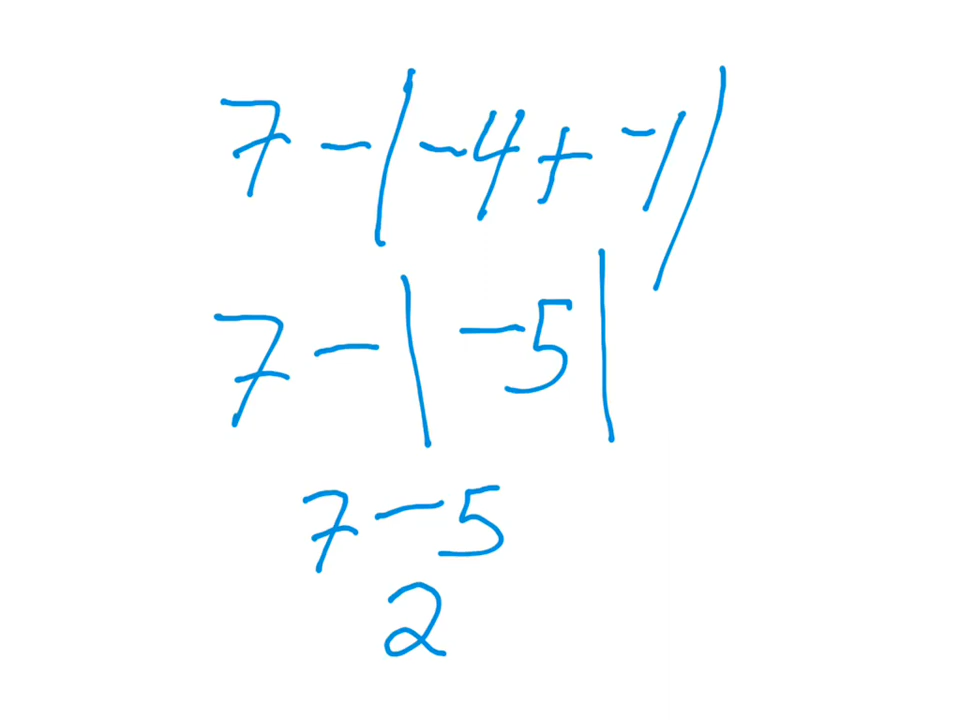 7 - | -4 + -1 |
7 - | -5 |
7 - 5
2